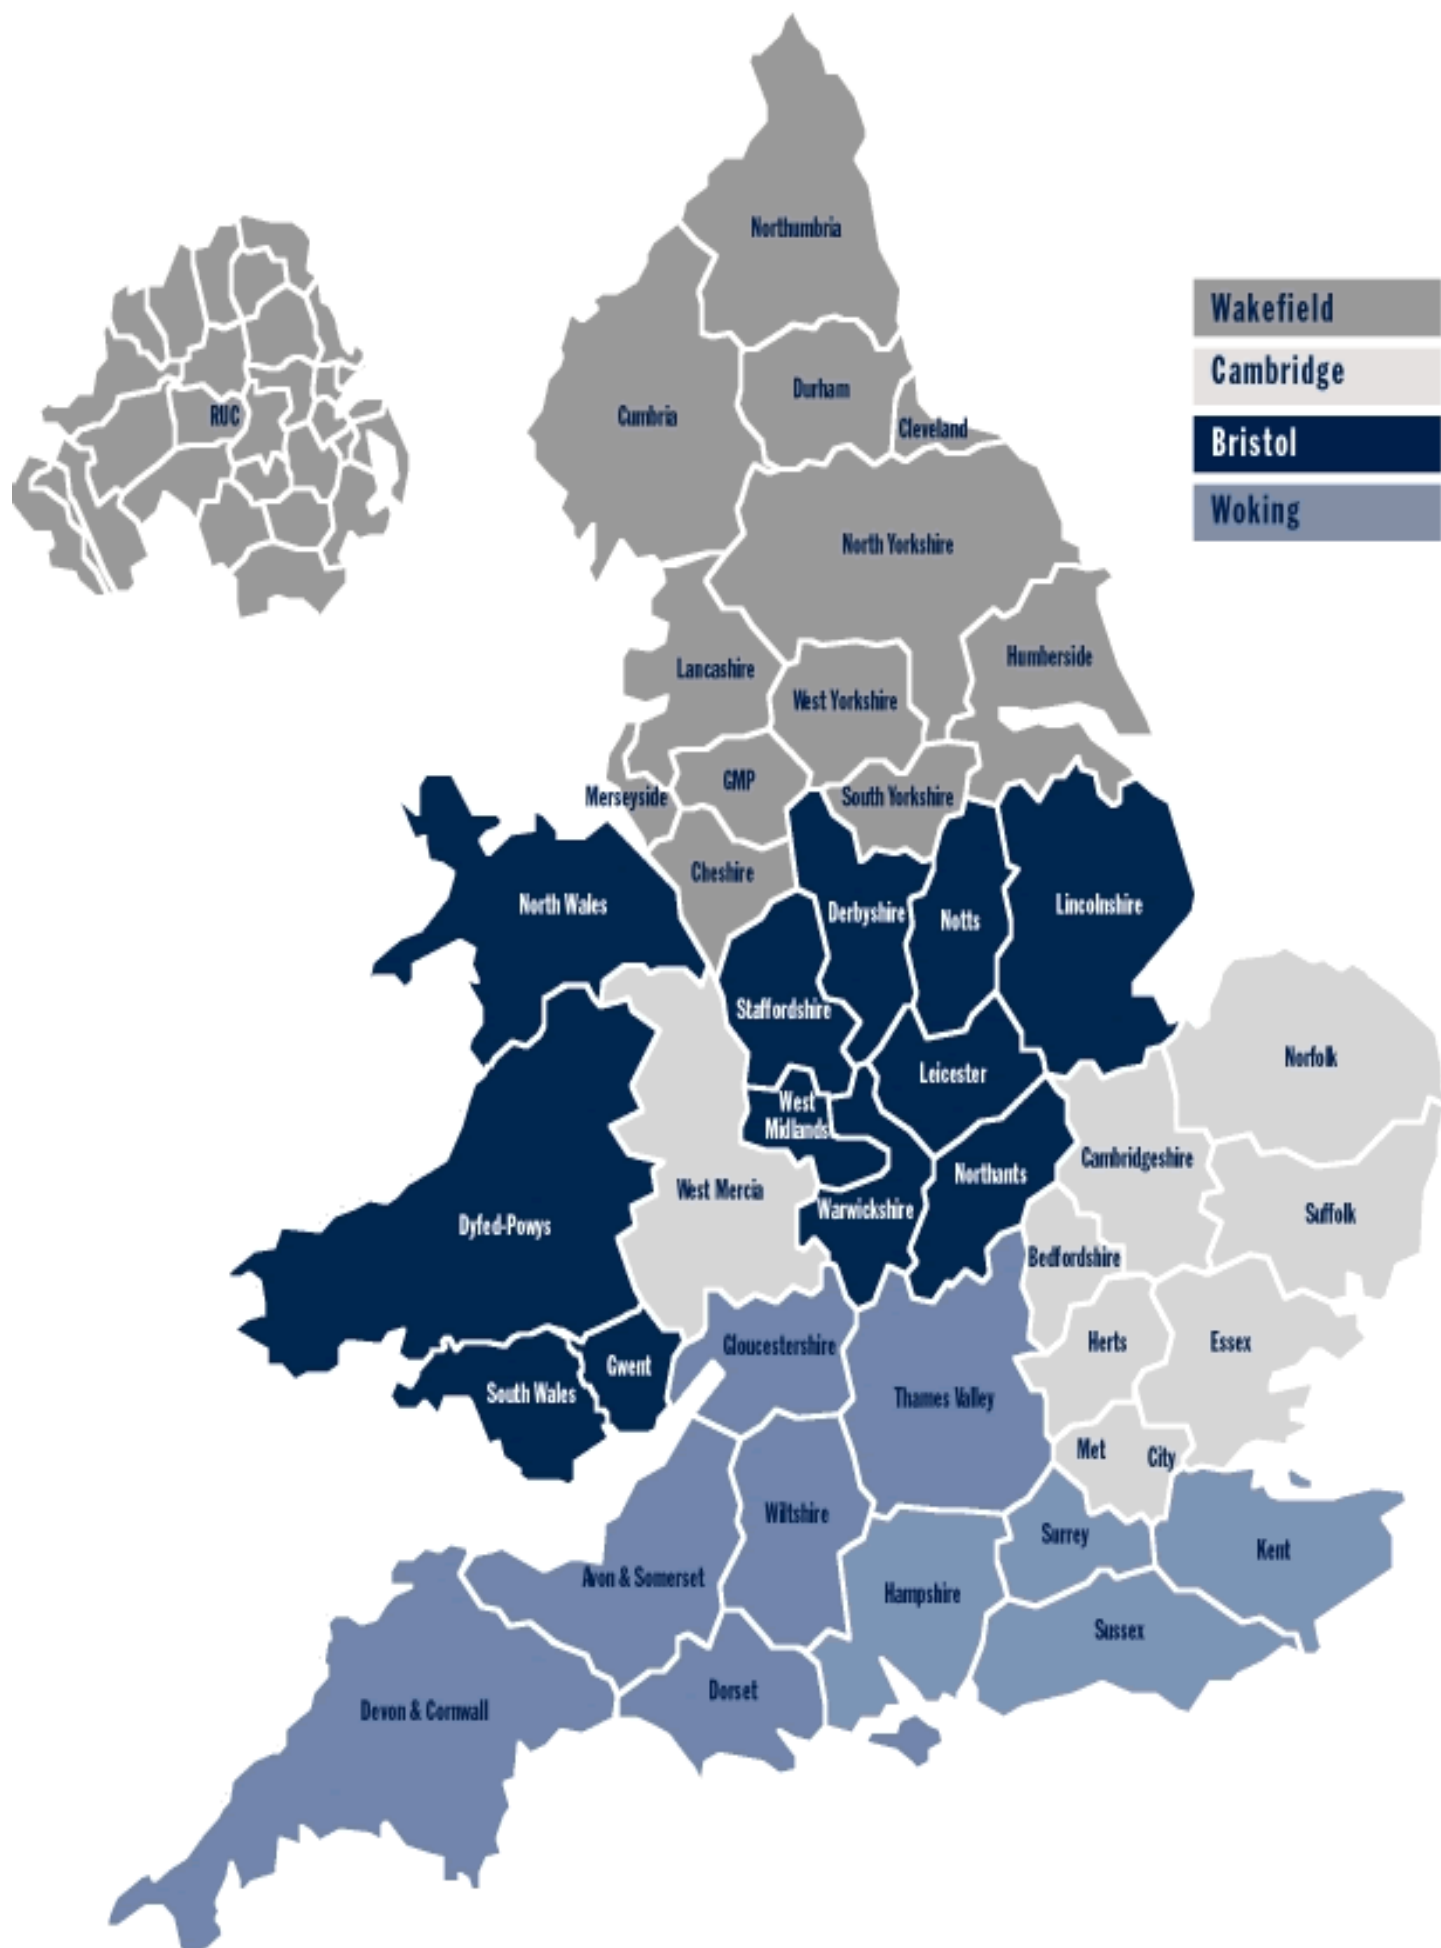 Northumbria
Wakefield
Cambridge
Bristol
Woking
Durham
Cumbria
RUC
Cleveland
North Yorkshire
Humberside
Lancashire
West Yorkshire
GMP
Merseyside
South Yorkshire
Cheshire
North Wales
Derbyshire
Notts
Lincolnshire
Staffordshire
Norfolk
Leicester
West
Midlands
Cambridgeshire
Northants
West Mercia
Warwickshire
Suffolk
Dyfed-Powys
Bedfordshire
Herts
Essex
Gloucestershire
Gwent
South Wales
Thames Valley
Met
City
Wiltshire
Surrey
Kent
Avon & Somerset
Hampshire
Sussex
Dorset
Devon & Cornwall